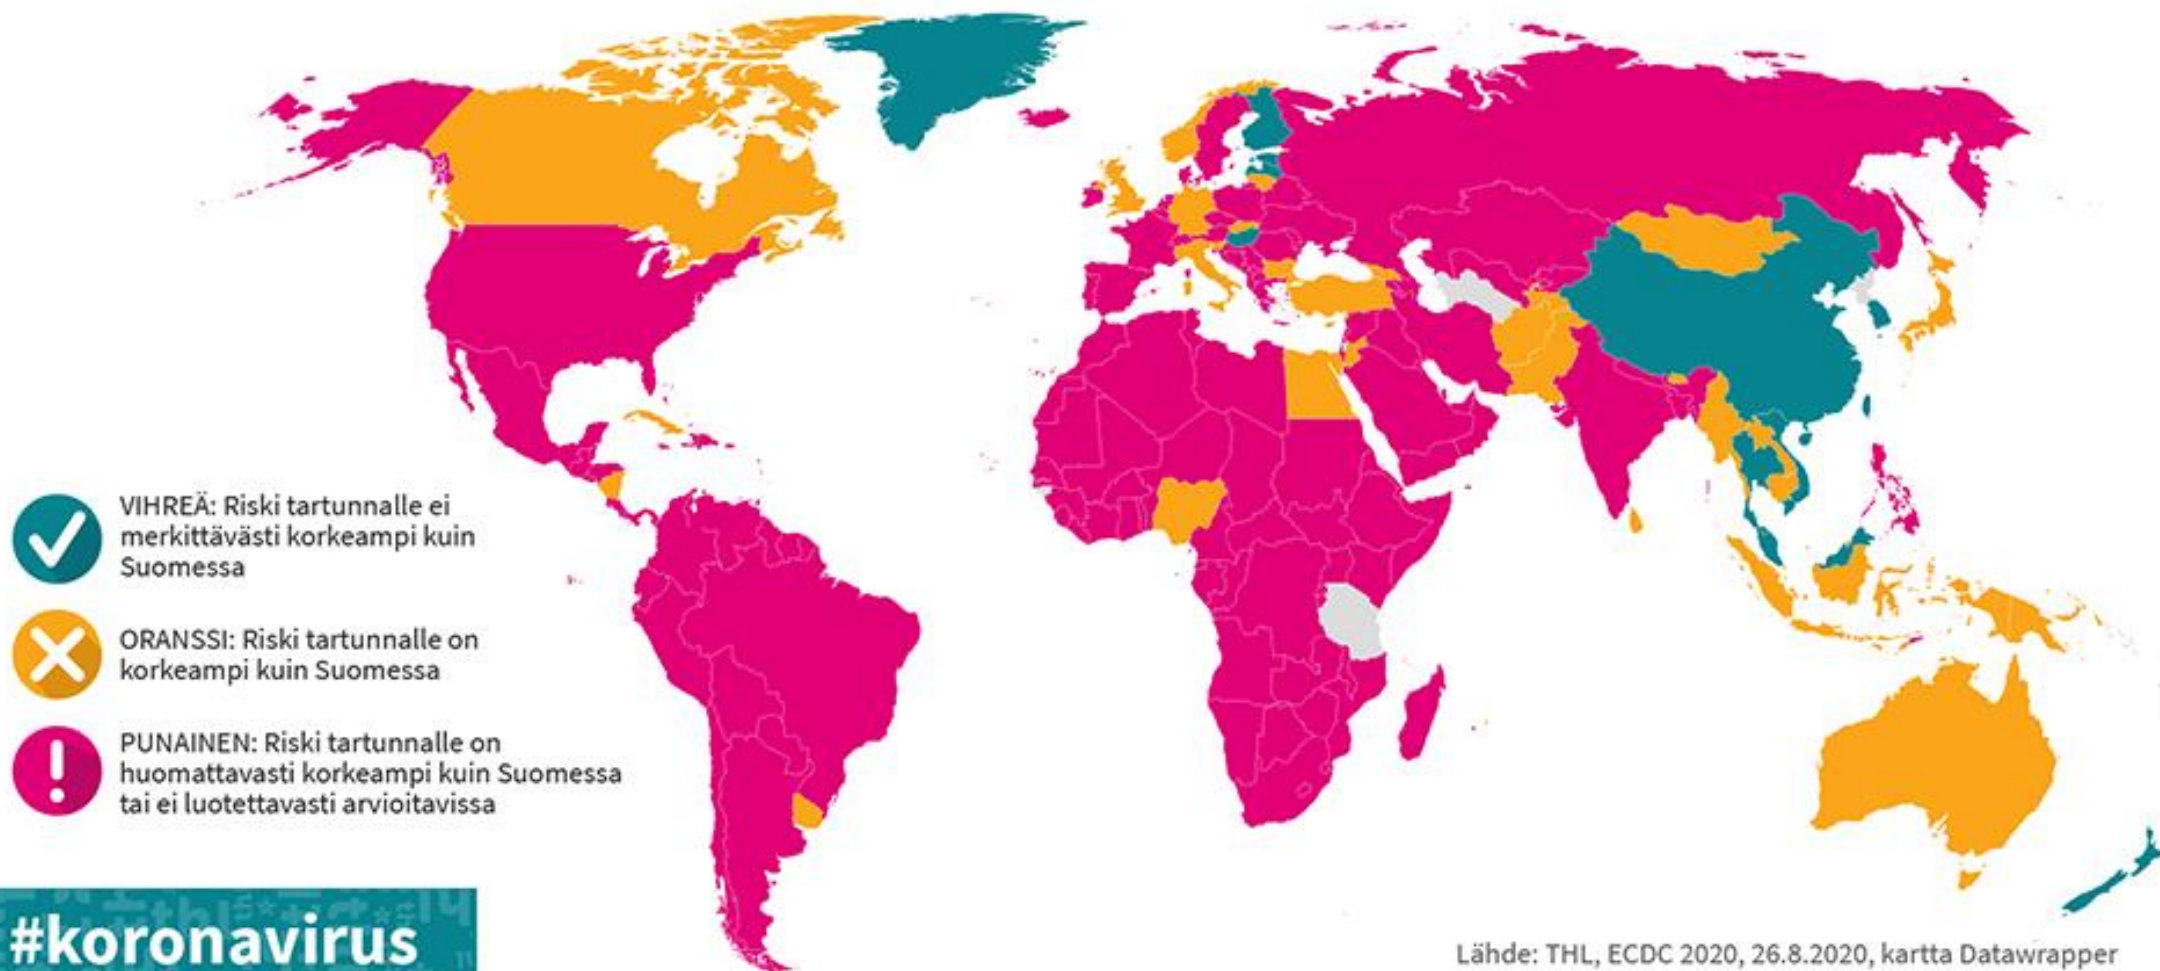 VIHREÄ: Riski tartunnalle ei
merkittävästi korkeampi kuin
Suomessa
ORANSSI: Riski tartunnalle on
korkeampi kuin Suomessa
PUNAINEN: Riski tartunnalle on
huomattavasti korkeampi kuin Suomessa
tai ei luotettavasti arvioitavissa
#koronavirus
Lähde: THL, ECDC 2020, 26.8.2020, kartta Datawrapper